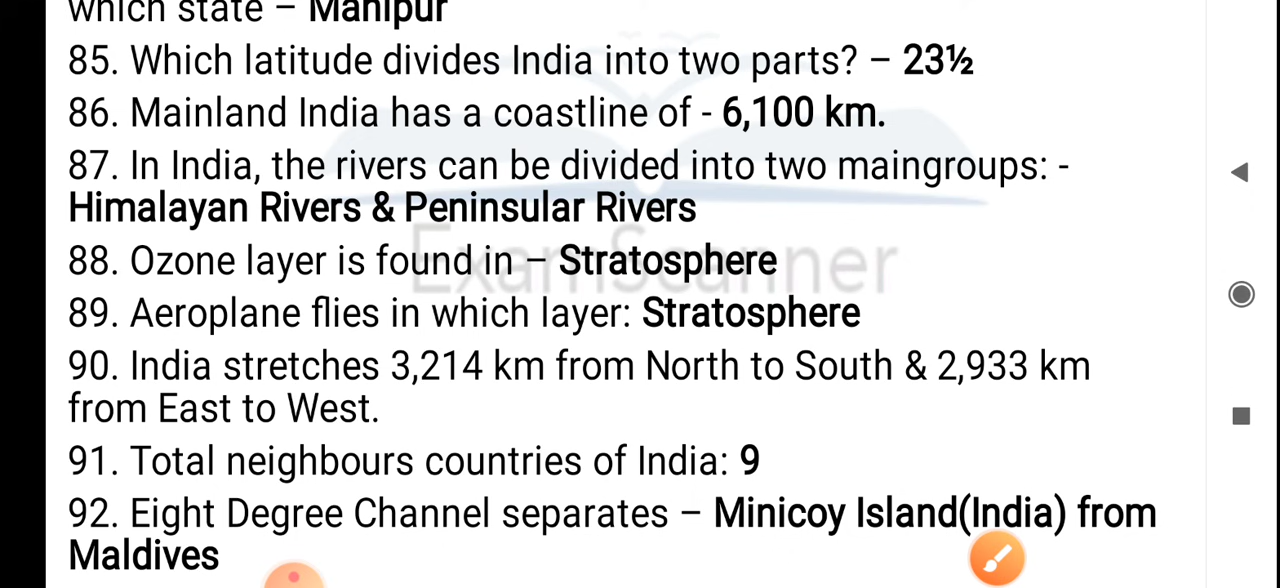 which state – Manipur
85. Which latitude divides India into two parts? – 23½
86. Mainland India has a coastline of - 6,100 km.
87. In India, the rivers can be divided into two maingroups: -
Himalayan Rivers & Peninsular Rivers
88. Ozone layer is found in – Stratosphere
ExamScanner
89. Aeroplane flies in which layer: Stratosphere
90. India stretches 3,214 km from North to South & 2,933 km
from East to West.
91. Total neighbours countries of India: 9
92. Eight Degree Channel separates – Minicoy Island(India) from
Maldives